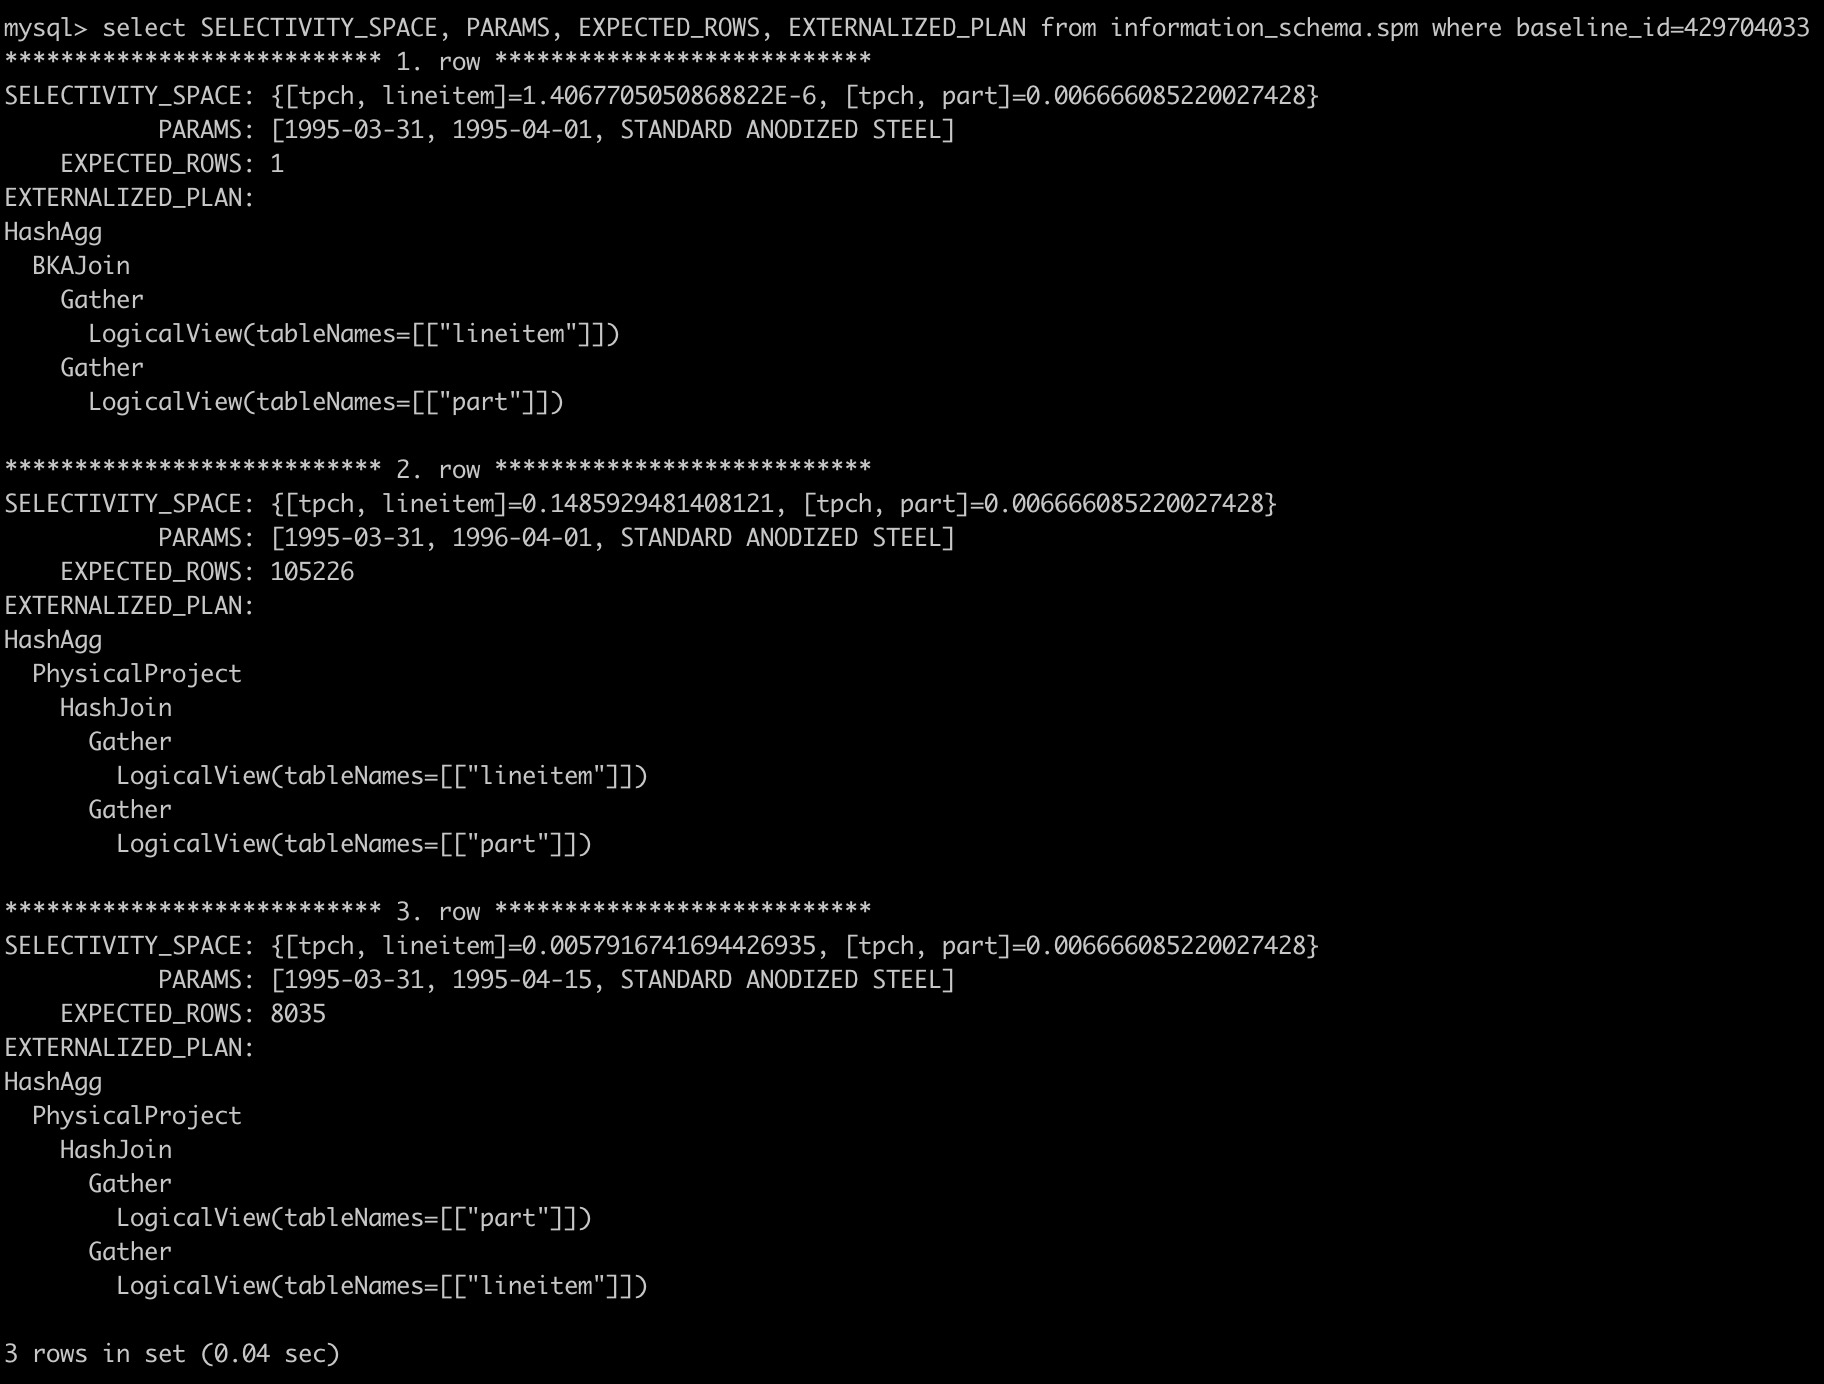 mysql> select SELECTIVITY_SPACE, PARAMS, EXPECTED_ROWS, EXTERNALIZED_PLAN from information_schema.spm where baseline_id=429704033
*************************** 1. row ***************************
SELECTIVITY_SPACE: {[tpch, lineitem]=1.4067705050868822E-6, [tpch, part]=0.006666085220027428}
           PARAMS: [1995-03-31, 1995-04-01, STANDARD ANODIZED STEEL]
    EXPECTED_ROWS: 1
EXTERNALIZED_PLAN:
HashAgg
  BKAJoin
    Gather
      LogicalView(tableNames=[["lineitem"]])
    Gather
      LogicalView(tableNames=[["part"]])

*************************** 2. row ***************************
SELECTIVITY_SPACE: {[tpch, lineitem]=0.1485929481408121, [tpch, part]=0.006666085220027428}
           PARAMS: [1995-03-31, 1996-04-01, STANDARD ANODIZED STEEL]
    EXPECTED_ROWS: 105226
EXTERNALIZED_PLAN:
HashAgg
  PhysicalProject
    HashJoin
      Gather
        LogicalView(tableNames=[["lineitem"]])
      Gather
        LogicalView(tableNames=[["part"]])

*************************** 3. row ***************************
SELECTIVITY_SPACE: {[tpch, lineitem]=0.0057916741694426935, [tpch, part]=0.006666085220027428}
           PARAMS: [1995-03-31, 1995-04-15, STANDARD ANODIZED STEEL]
    EXPECTED_ROWS: 8035
EXTERNALIZED_PLAN:
HashAgg
  PhysicalProject
    HashJoin
      Gather
        LogicalView(tableNames=[["part"]])
      Gather
        LogicalView(tableNames=[["lineitem"]])

3 rows in set (0.04 sec)